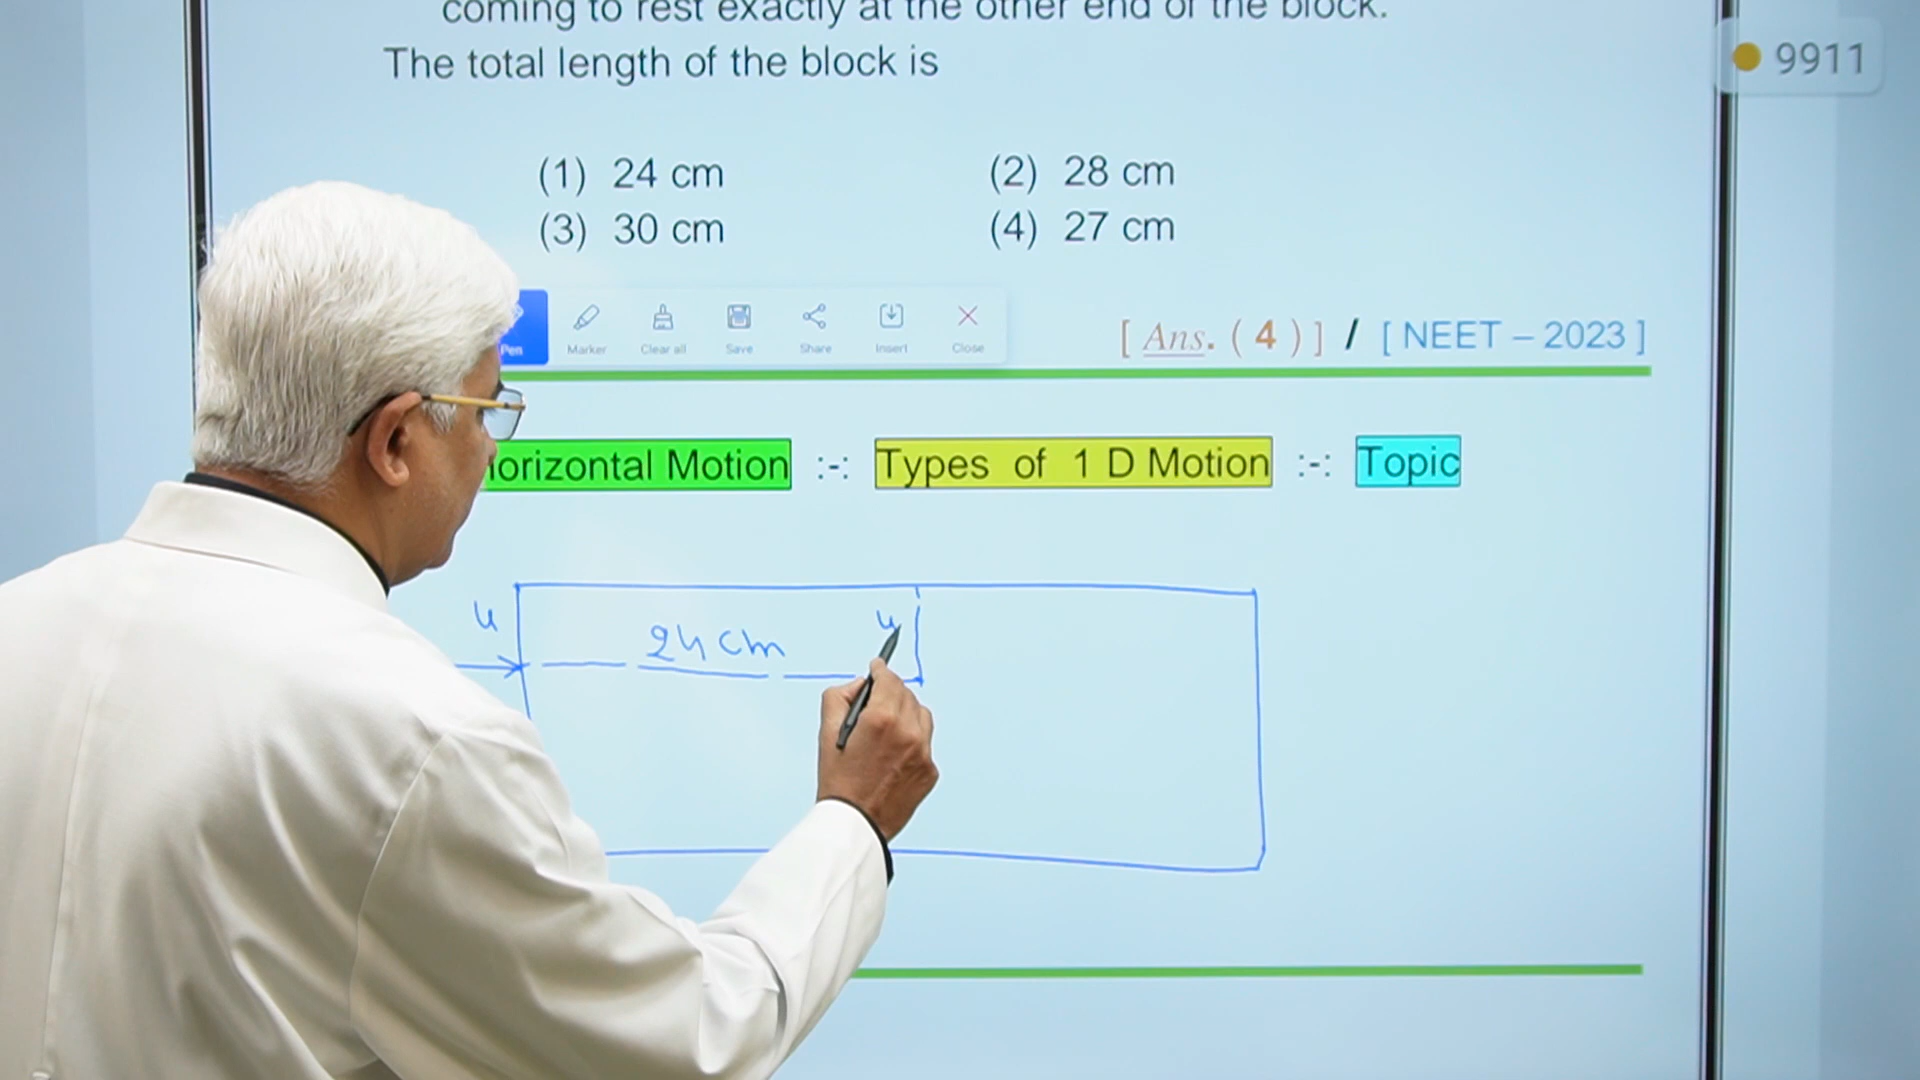 coming to rest exactly at the other end of the block.
The total length of the block is
9911
(1) 24 cm (2) 28 cm
(3) 30 cm (4) 27 cm
Pen Marker Clear all Save Share Insert Close
[ Ans. ( 4 ) ] / [ NEET – 2023 ]
orizontal Motion :-: Types of 1 D Motion :-: Topic
u 24 cm u